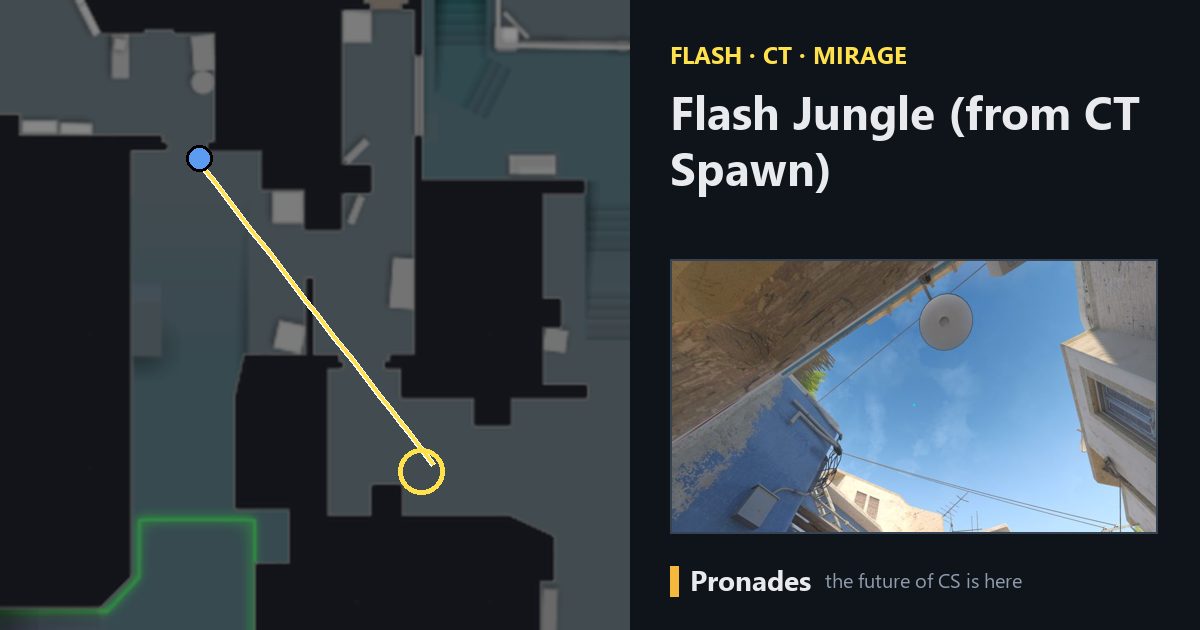 FLASH · CT · MIRAGE
Flash Jungle (from CT
Spawn)
Pronades the future of CS is here